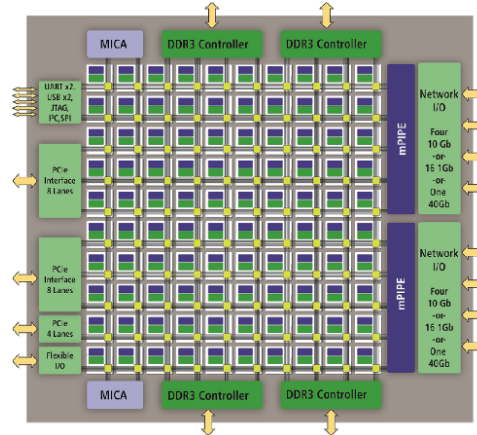 MICA
DDR3 Controller
DDR3 Controller
UART x2,
USB x2,
JTAG,
PC,SPI
PCIe
Interface
8 Lanes
PCIe
Interface
8 Lanes
PCIe
4 Lanes
Flexible
I/O
mPIPE
Network
I/O
Four
10 Gb
-or-
16 1Gb
-or-
One
40Gb
mPIPE
Network
I/O
Four
10 Gb
-or-
16 1Gb
-or-
One
40Gb
MICA
DDR3 Controller
DDR3 Controller